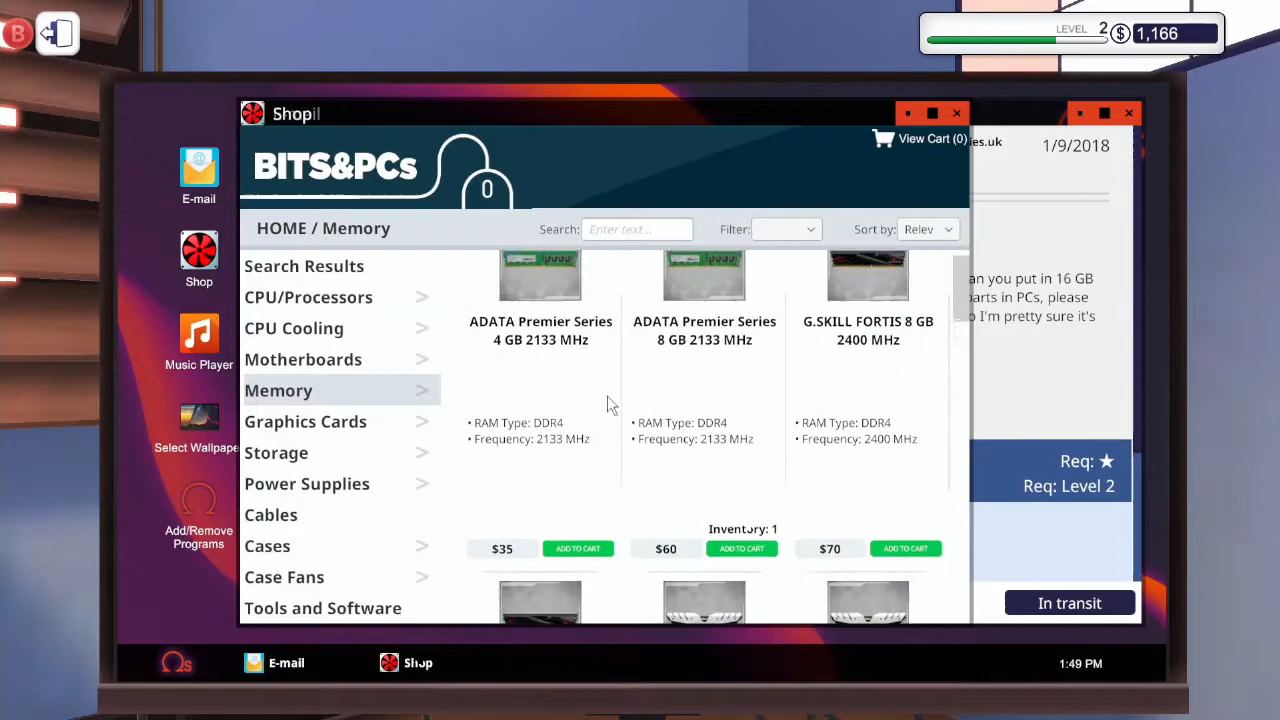 B
LEVEL 2
$ 1,166
Shop
View Cart (0)
ies.uk
1/9/2018
BITS&PCs
HOME / Memory
Search: Enter text...
Filter:
Sort by: Relev
E-mail
Shop
Music Player
Select Wallpape
Add/Remove
Programs
Search Results
CPU/Processors >
CPU Cooling >
Motherboards >
Memory >
Graphics Cards >
Storage >
Power Supplies >
Cables
Cases >
Case Fans >
Tools and Software
ADATA Premier Series
4 GB 2133 MHz
• RAM Type: DDR4
• Frequency: 2133 MHz
$35
ADD TO CART
ADATA Premier Series
8 GB 2133 MHz
• RAM Type: DDR4
• Frequency: 2133 MHz
Inventory: 1
$60
ADD TO CART
G.SKILL FORTIS 8 GB
2400 MHz
• RAM Type: DDR4
• Frequency: 2400 MHz
$70
ADD TO CART
an you put in 16 GB
parts in PCs, please
o I'm pretty sure it's
Req: ★
Req: Level 2
In transit
Ωs
E-mail
Shop
1:49 PM